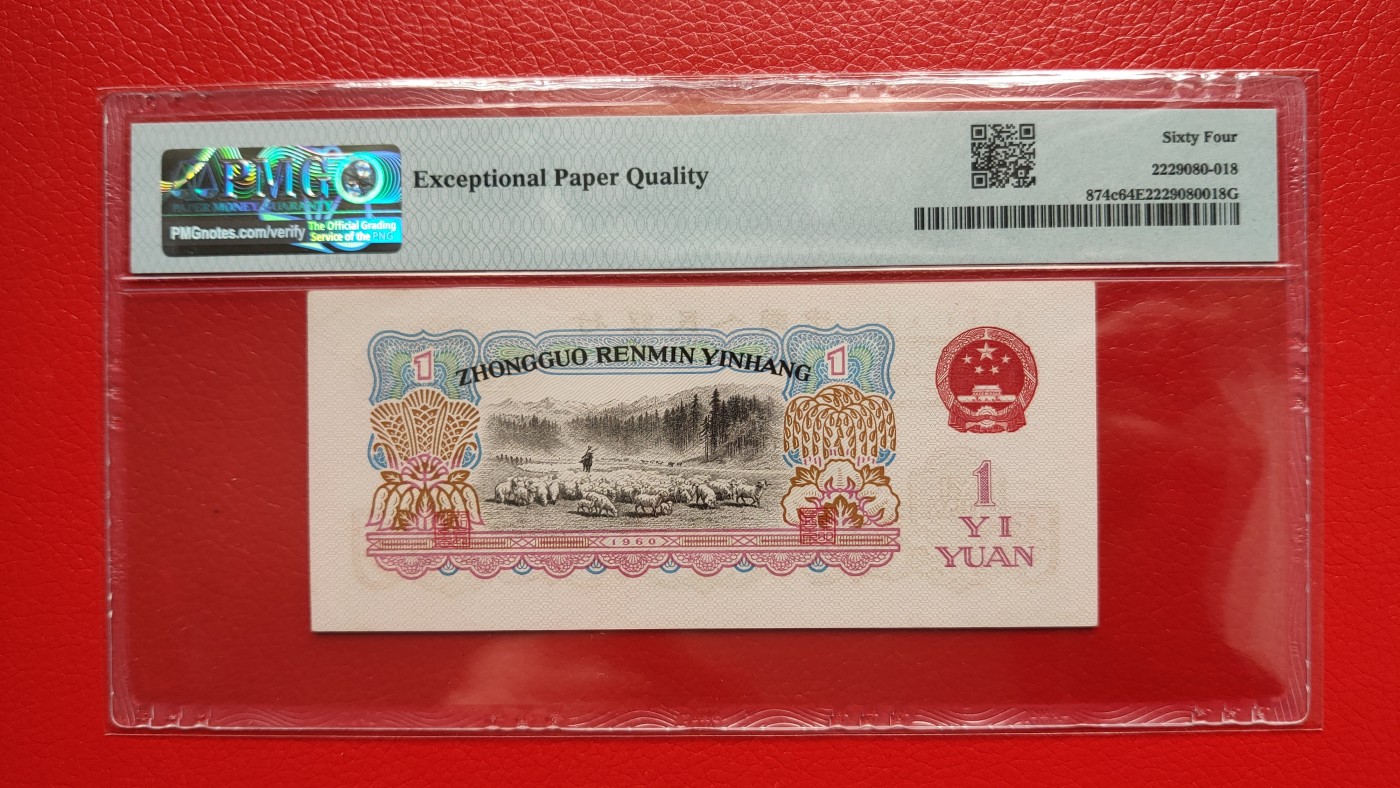 PMG
PAPER MONEY GUARANTY
PMGnotes.com/verify
The Official Grading
Service of the PNG
Exceptional Paper Quality
Sixty Four
2229080-018
874c64E2229080018G
1
ZHONGGUO RENMIN YINHANG
1
1960
1
YI
YUAN